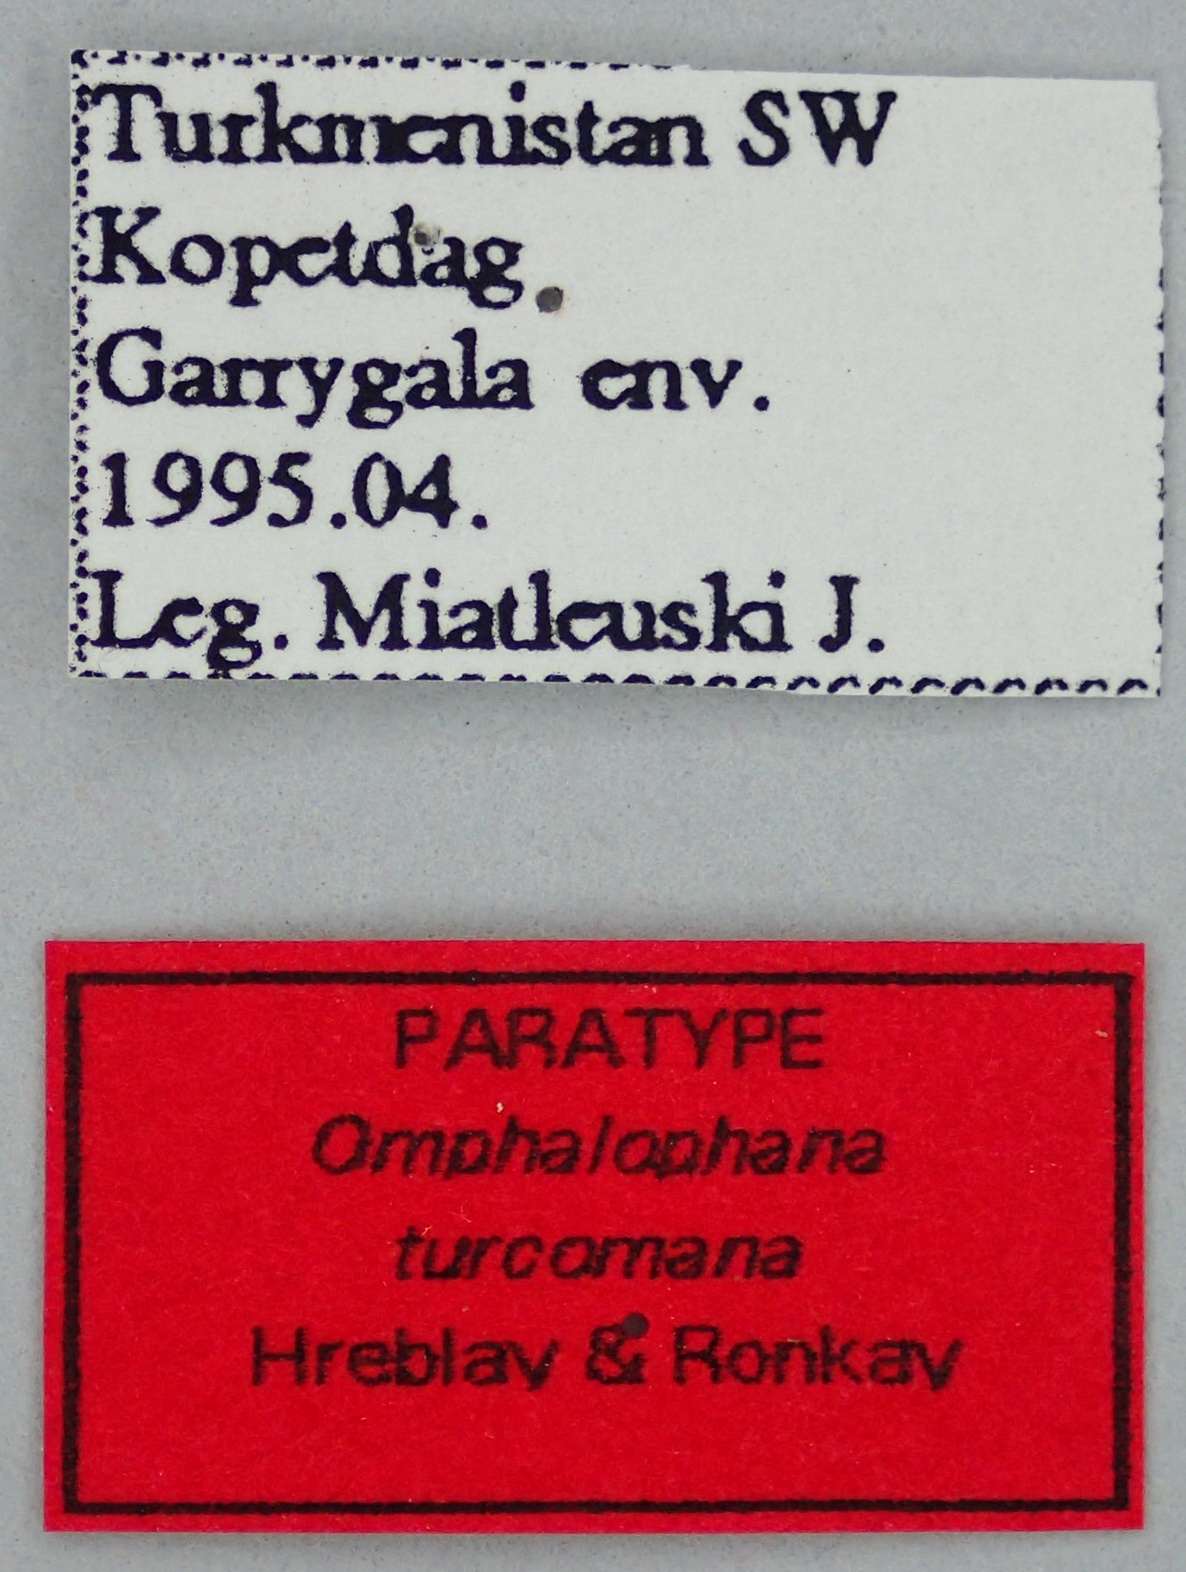 Turkmenistan SW
Kopetdag
Garrygala env.
1995.04.
Leg. Miatleuski J.
PARATYPE
Omphalophana
turcomana
Hreblay & Ronkay